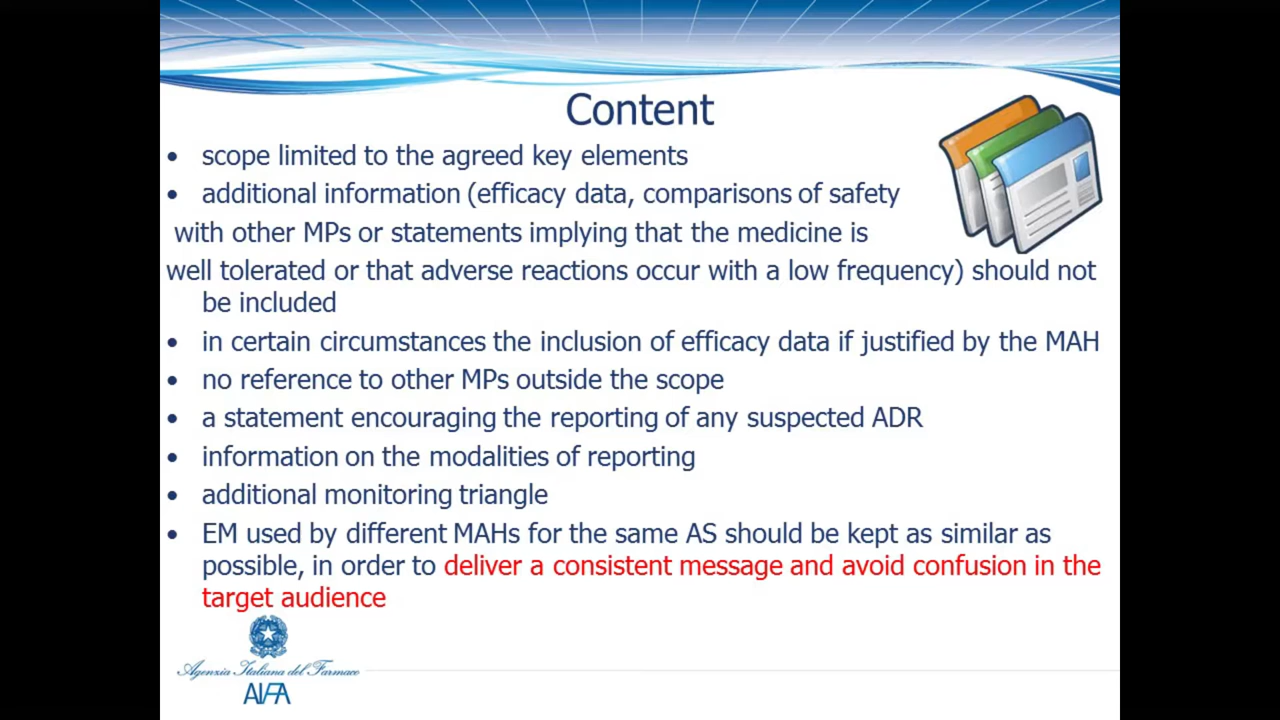 Content
• scope limited to the agreed key elements
• additional information (efficacy data, comparisons of safety
with other MPs or statements implying that the medicine is
well tolerated or that adverse reactions occur with a low frequency) should not
be included
• in certain circumstances the inclusion of efficacy data if justified by the MAH
• no reference to other MPs outside the scope
• a statement encouraging the reporting of any suspected ADR
• information on the modalities of reporting
• additional monitoring triangle
• EM used by different MAHs for the same AS should be kept as similar as
possible, in order to deliver a consistent message and avoid confusion in the
target audience
Agenzia Italiana del Farmaco
AIFA